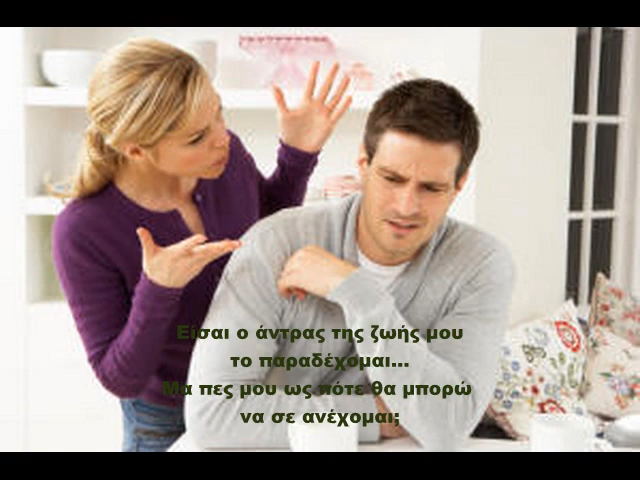 Είσαι ο άντρας της ζωής μου
το παραδέχομαι...
Μα πες μου ως πότε θα μπορώ
να σε ανέχομαι;